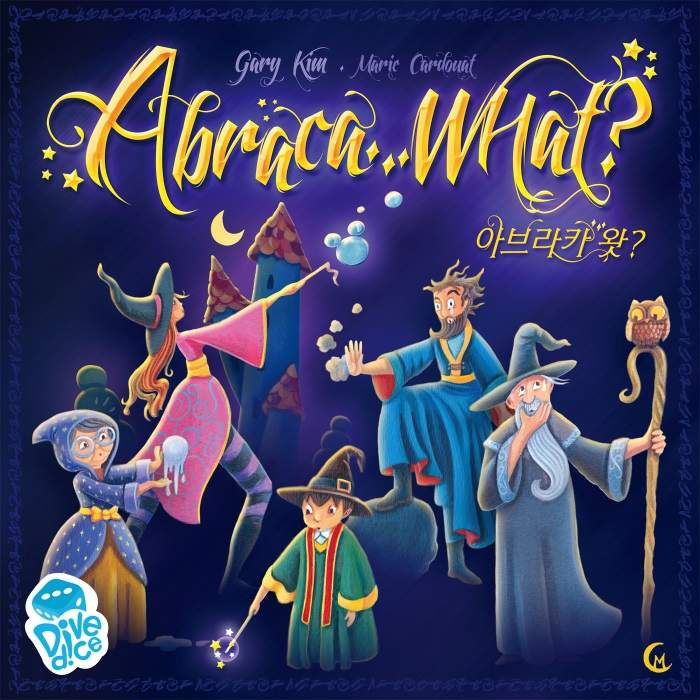 Gary Kim . Marie Cardouat
Abraca...What?
아브라카왓?
Dive
dice
M